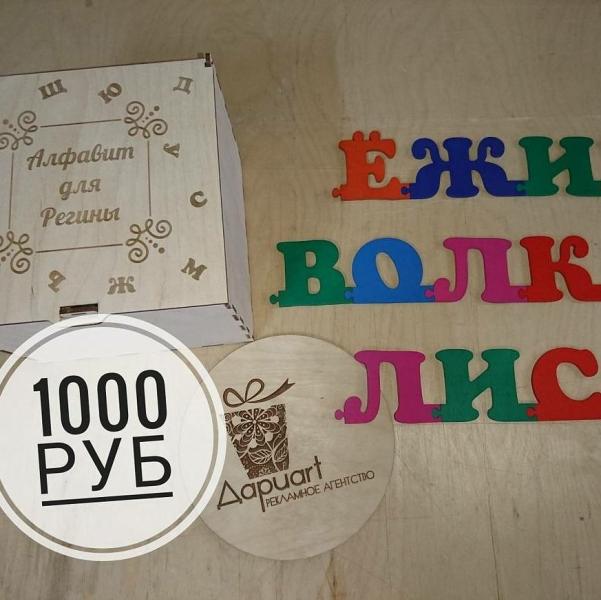 Щ Ю Д
Алфавит
для
Регины
А
С
М
Ж
ЁЖИ
ВОЛК
ЛИС
1000
РУБ
Дариart
РЕКЛАМНОЕ АГЕНТСТВО